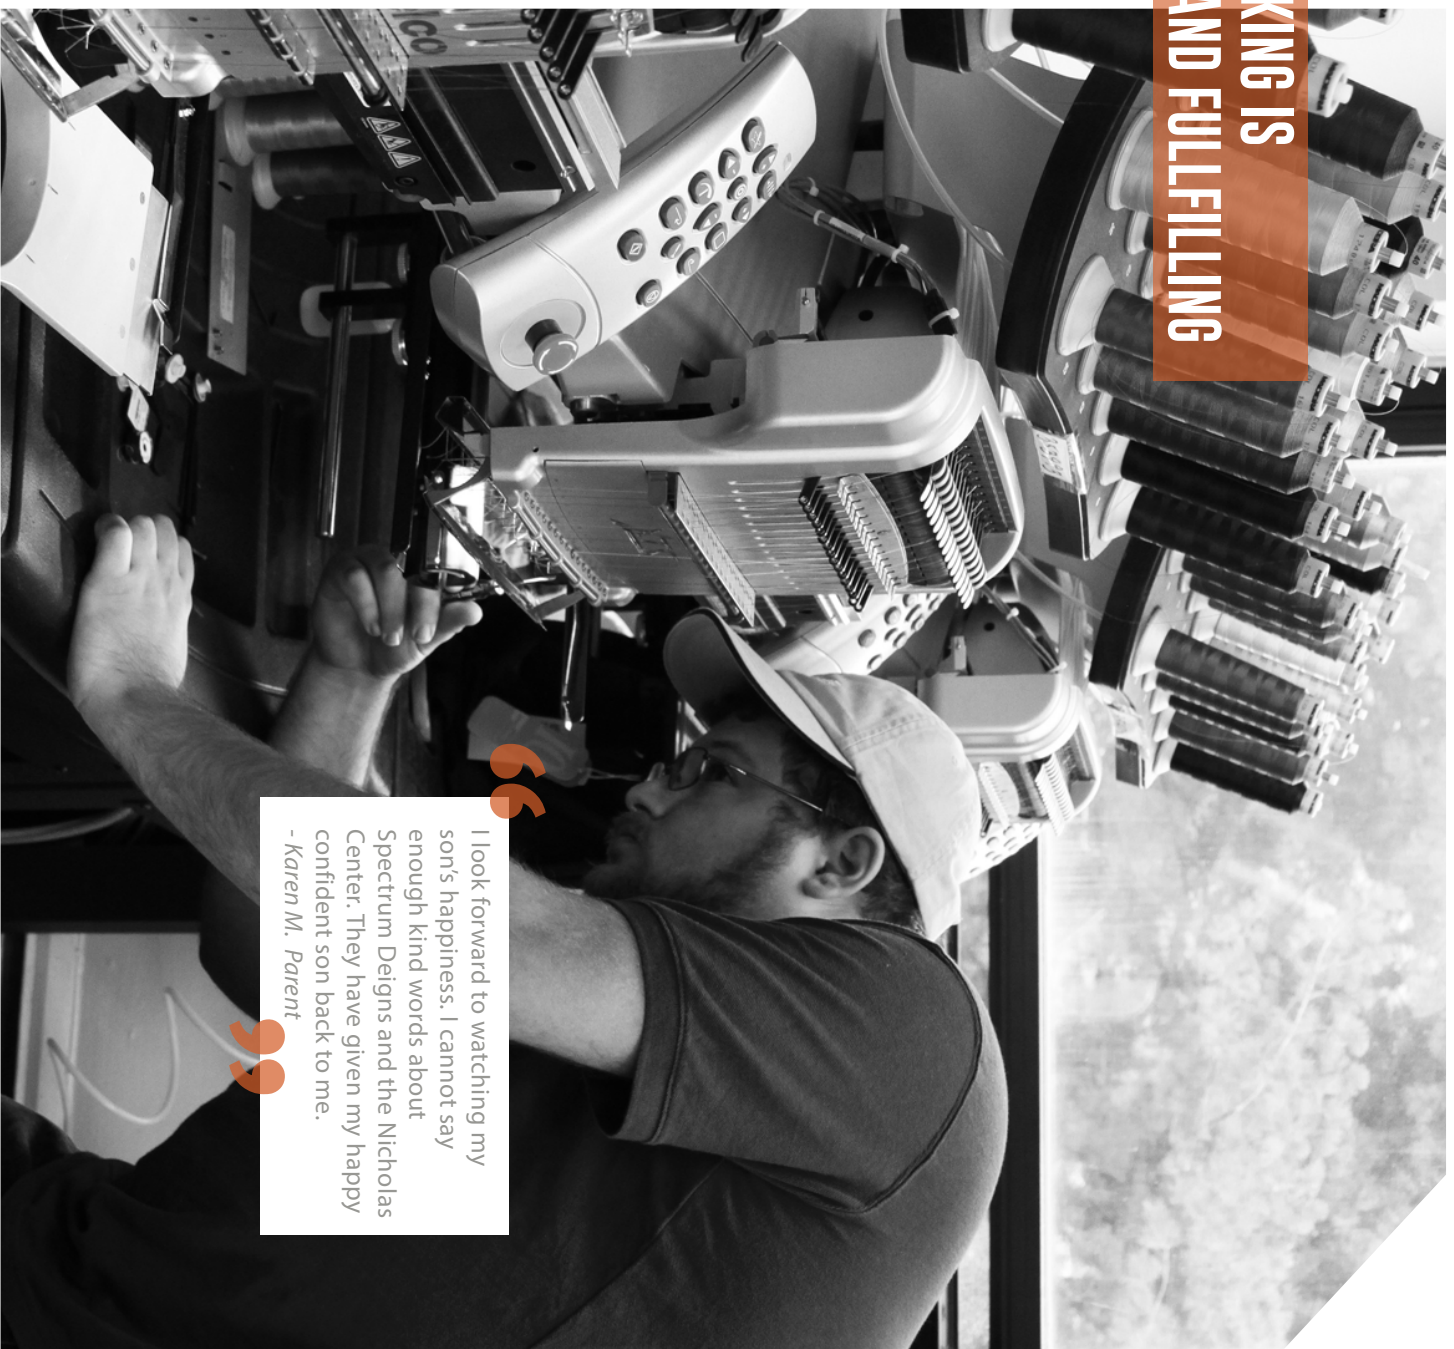 KING IS
AND FULLFILLING
I look forward to watching my
son's happiness. I cannot say
enough kind words about
Spectrum Deigns and the Nicholas
Center. They have given my happy
confident son back to me.
- Karen M. Parent
CO